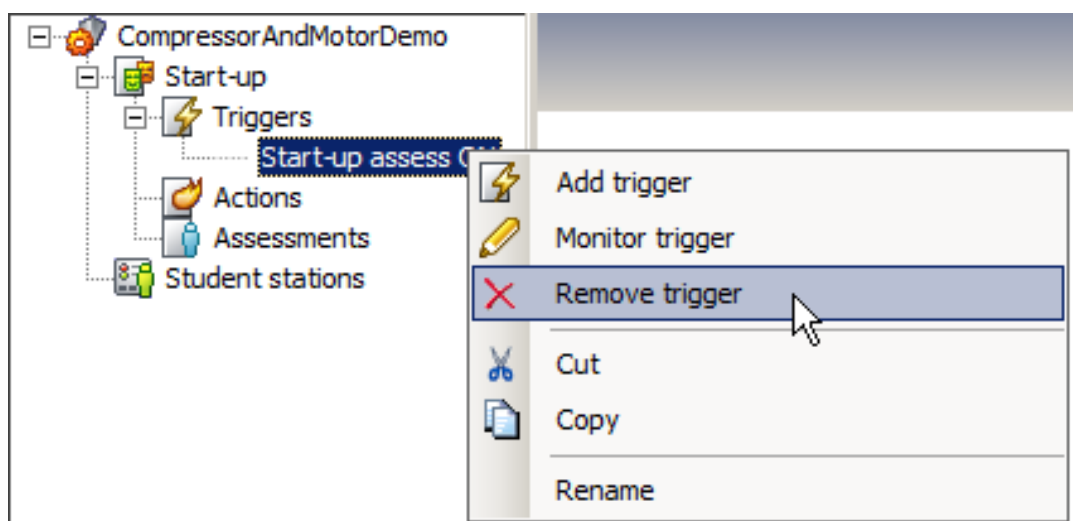 CompressorAndMotorDemo
Start-up
Triggers
Start-up assess
Actions
Assessments
Student stations
Add trigger
Monitor trigger
Remove trigger
Cut
Copy
Rename